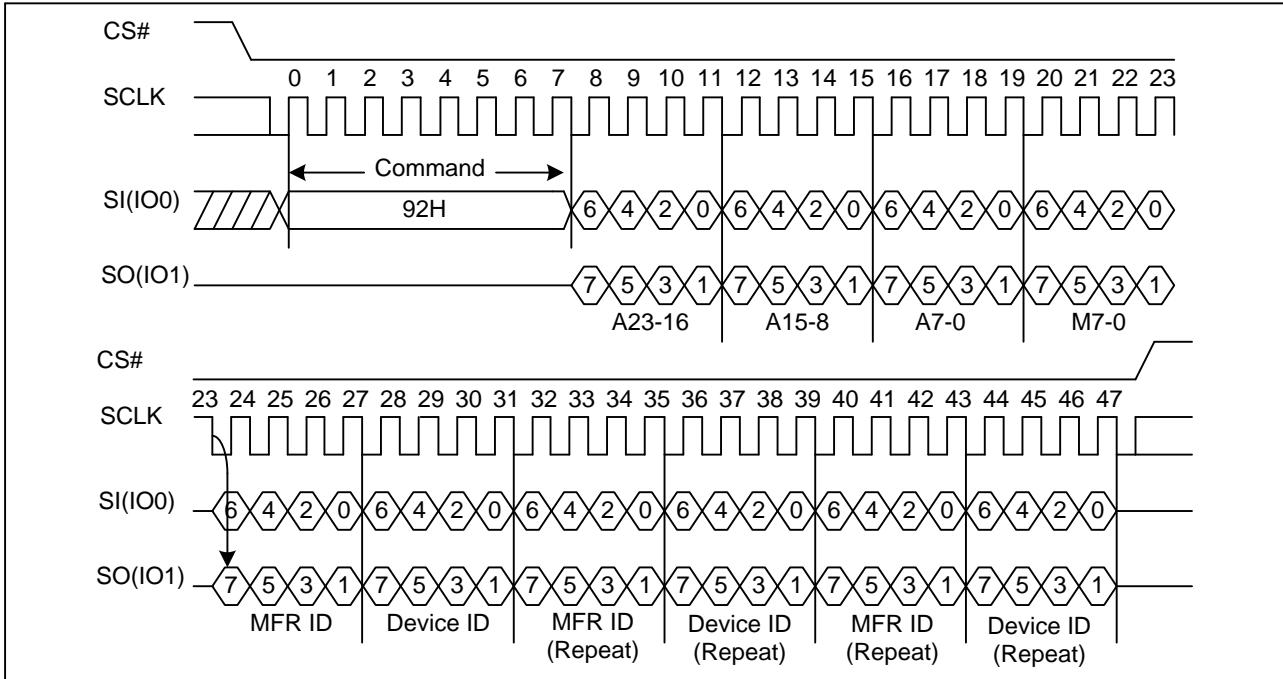 CS#
0 1 2 3 4 5 6 7 8 9 10 11 12 13 14 15 16 17 18 19 20 21 22 23
SCLK
Command
SI(IO0)
92H
6 4 2 0 6 4 2 0 6 4 2 0 6 4 2 0
SO(IO1)
7 5 3 1 7 5 3 1 7 5 3 1 7 5 3 1
A23-16 A15-8 A7-0 M7-0
CS#
23 24 25 26 27 28 29 30 31 32 33 34 35 36 37 38 39 40 41 42 43 44 45 46 47
SCLK
SI(IO0)
6 4 2 0 6 4 2 0 6 4 2 0 6 4 2 0 6 4 2 0 6 4 2 0
SO(IO1)
7 5 3 1 7 5 3 1 7 5 3 1 7 5 3 1 7 5 3 1 7 5 3 1
MFR ID Device ID MFR ID Device ID MFR ID Device ID
(Repeat) (Repeat) (Repeat) (Repeat)